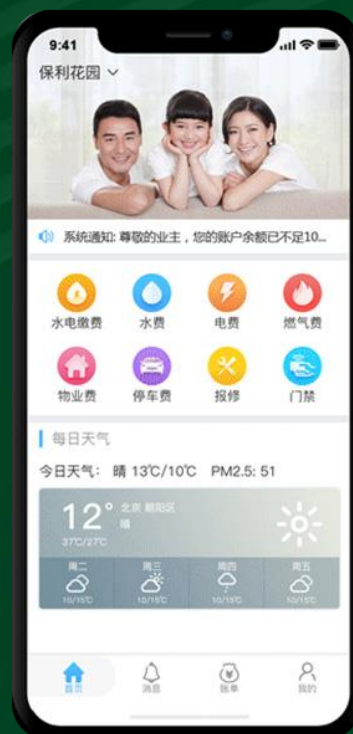 9:41
保利花园
系统通知: 尊敬的业主，您的账户余额已不足10...
水电缴费 水费 电费 燃气费
物业费 停车费 报修 门禁
每日天气
今日天气: 晴 13℃/10℃ PM2.5: 51
12° 北京 朝阳区
晴
37℃/27℃
周二 周三 周四 周五
10/15℃ 10/15℃ 10/15℃ 10/15℃
首页 消息 账单 我的